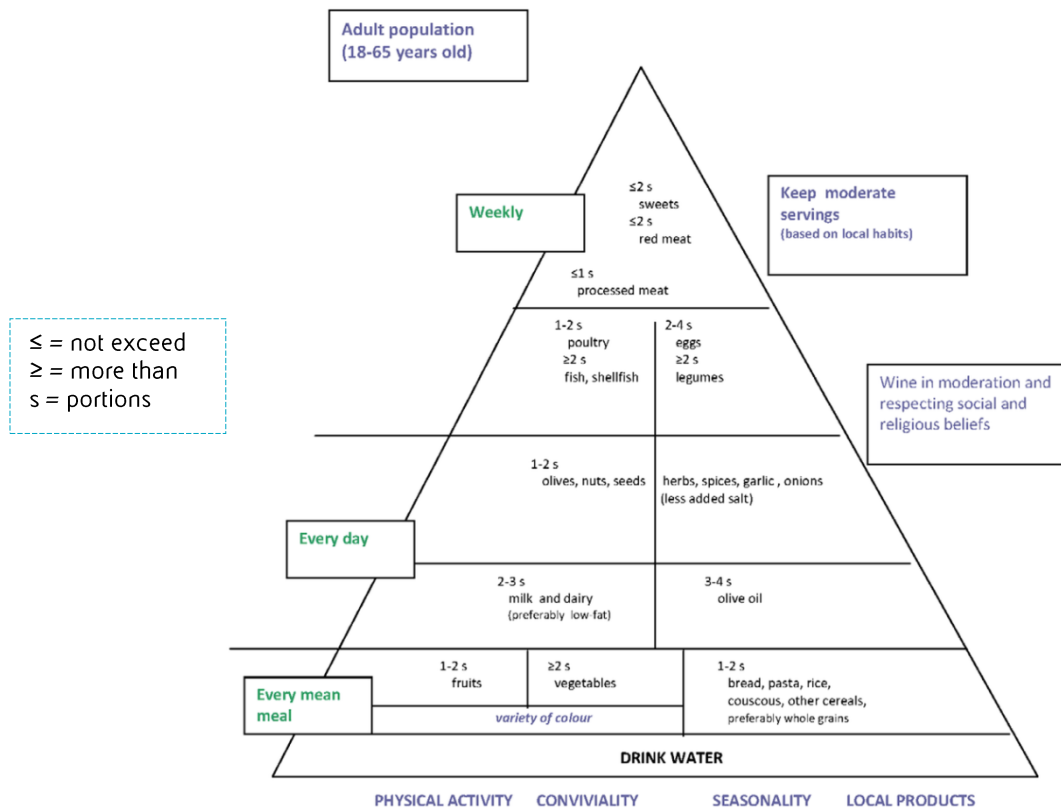 Adult population
(18-65 years old)
Weekly
≤2 s
sweets
≤2 s
red meat
≤1 s
processed meat
Keep moderate
servings
(based on local habits)
≤ = not exceed
≥ = more than
s = portions
1-2 s
poultry
≥2 s
fish, shellfish
2-4 s
eggs
≥2 s
legumes
Wine in moderation and
respecting social and
religious beliefs
Every day
1-2 s
olives, nuts, seeds
herbs, spices, garlic , onions
(less added salt)
2-3 s
milk and dairy
(preferably low-fat)
3-4 s
olive oil
Every mean
meal
1-2 s
fruits
≥2 s
vegetables
variety of colour
1-2 s
bread, pasta, rice,
couscous, other cereals,
preferably whole grains
DRINK WATER
PHYSICAL ACTIVITY CONVIVIALITY SEASONALITY LOCAL PRODUCTS